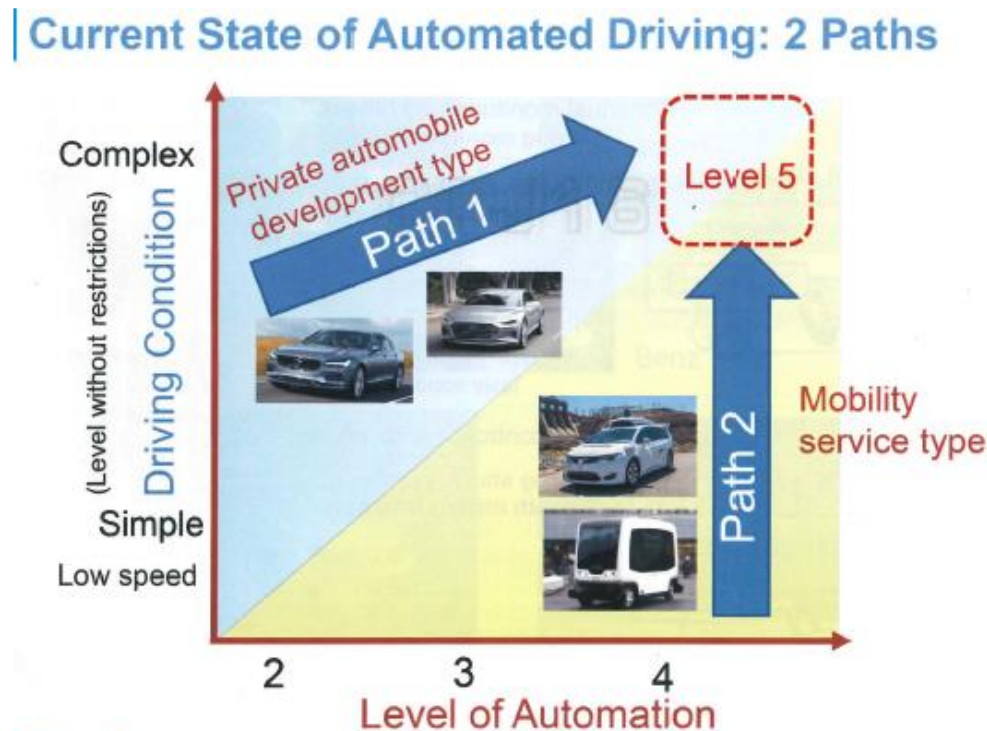 Current State of Automated Driving: 2 Paths
Complex
(Level without restrictions)
Driving Condition
Simple
Low speed
Private automobile
development type
Path 1
Level 5
Path 2
Mobility
service type
2
3
4
Level of Automation